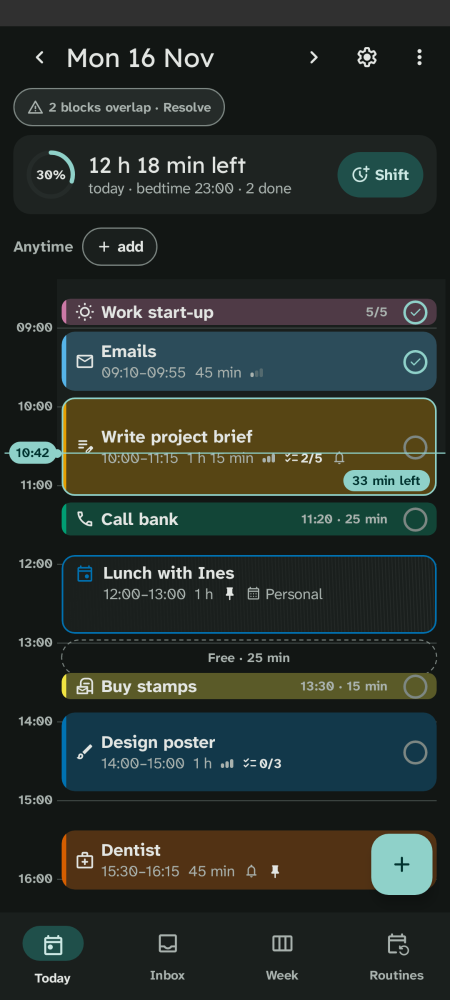 Mon 16 Nov
2 blocks overlap · Resolve
30%
12 h 18 min left
today · bedtime 23:00 · 2 done
Shift
Anytime
+ add
Work start-up
5/5
09:00
Emails
09:10–09:55 45 min
10:00
Write project brief
10:42
10:00–11:15 1 h 15 min 2/5
33 min left
11:00
Call bank
11:20 · 25 min
12:00
Lunch with Ines
12:00–13:00 1 h Personal
13:00
Free · 25 min
Buy stamps
13:30 · 15 min
14:00
Design poster
14:00–15:00 1 h 0/3
15:00
Dentist
15:30–16:15 45 min
16:00
+
Today
Inbox
Week
Routines